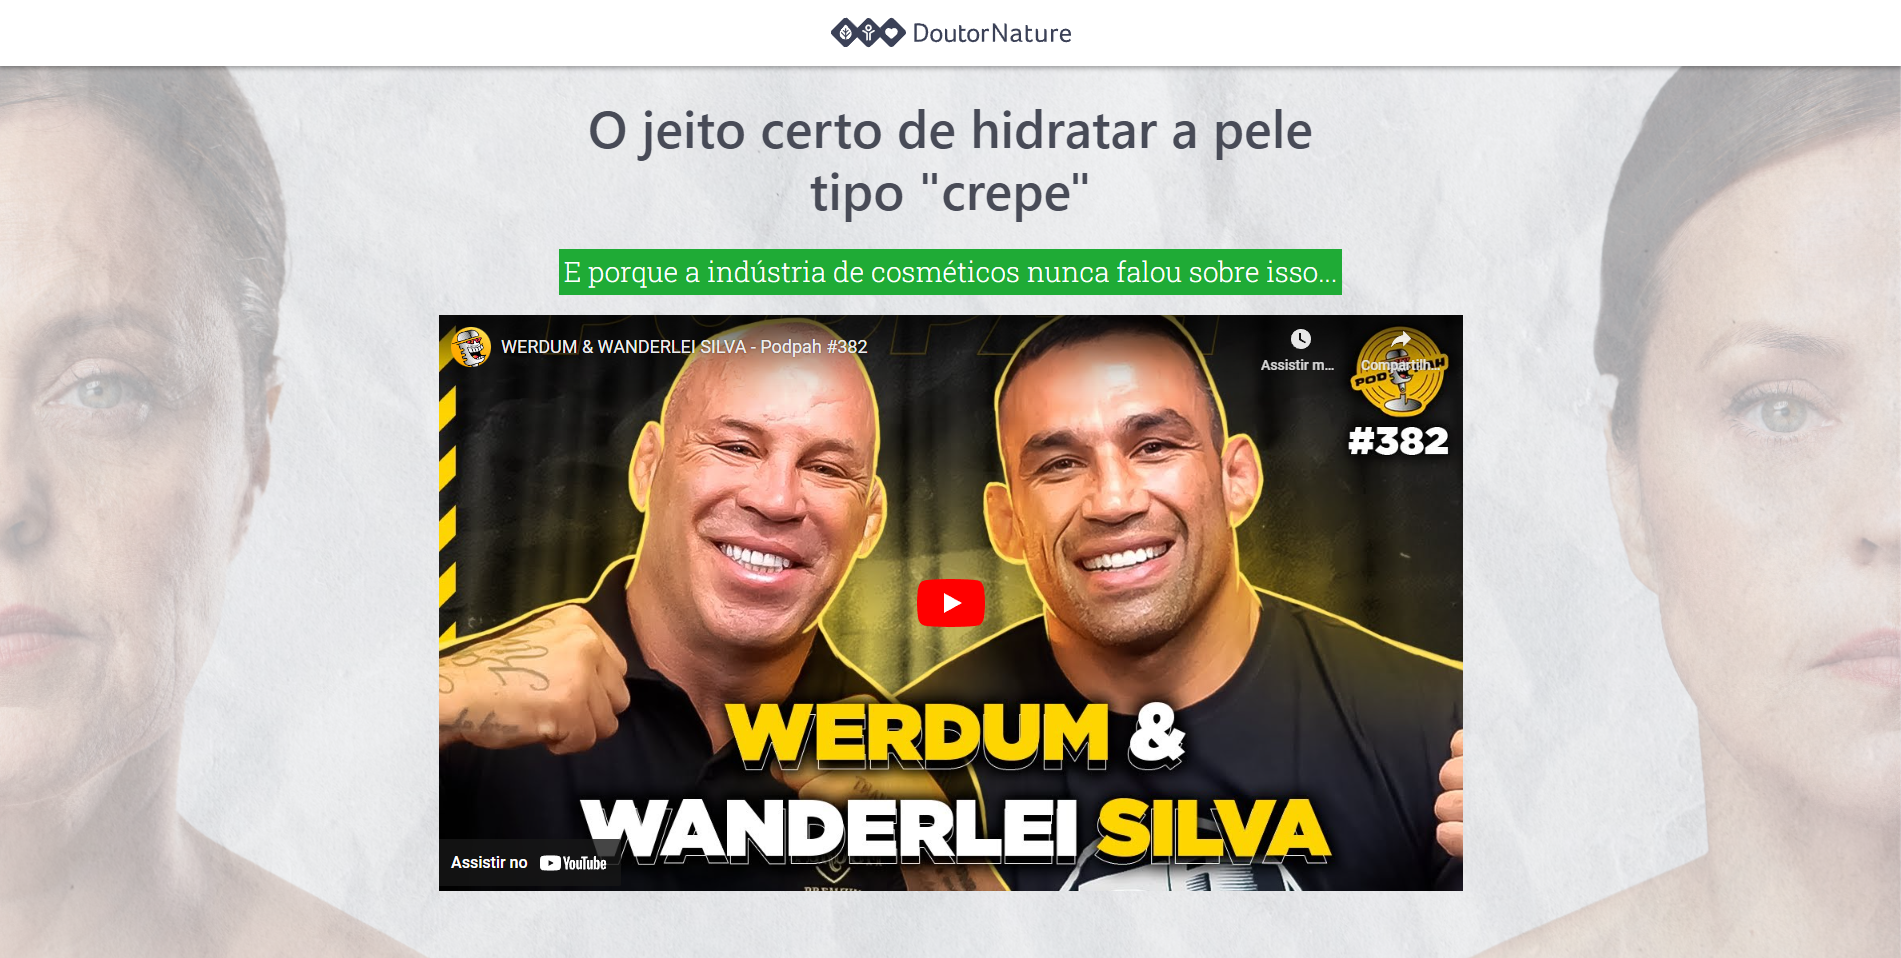 DoutorNature
O jeito certo de hidratar a pele
tipo "crepe"
E porque a indústria de cosméticos nunca falou sobre isso...
WERDUM & WANDERLEI SILVA - Podpah #382
Assistir m...
Compartilh...
#382
WERDUM &
WANDERLEI SILVA
Assistir no YouTube